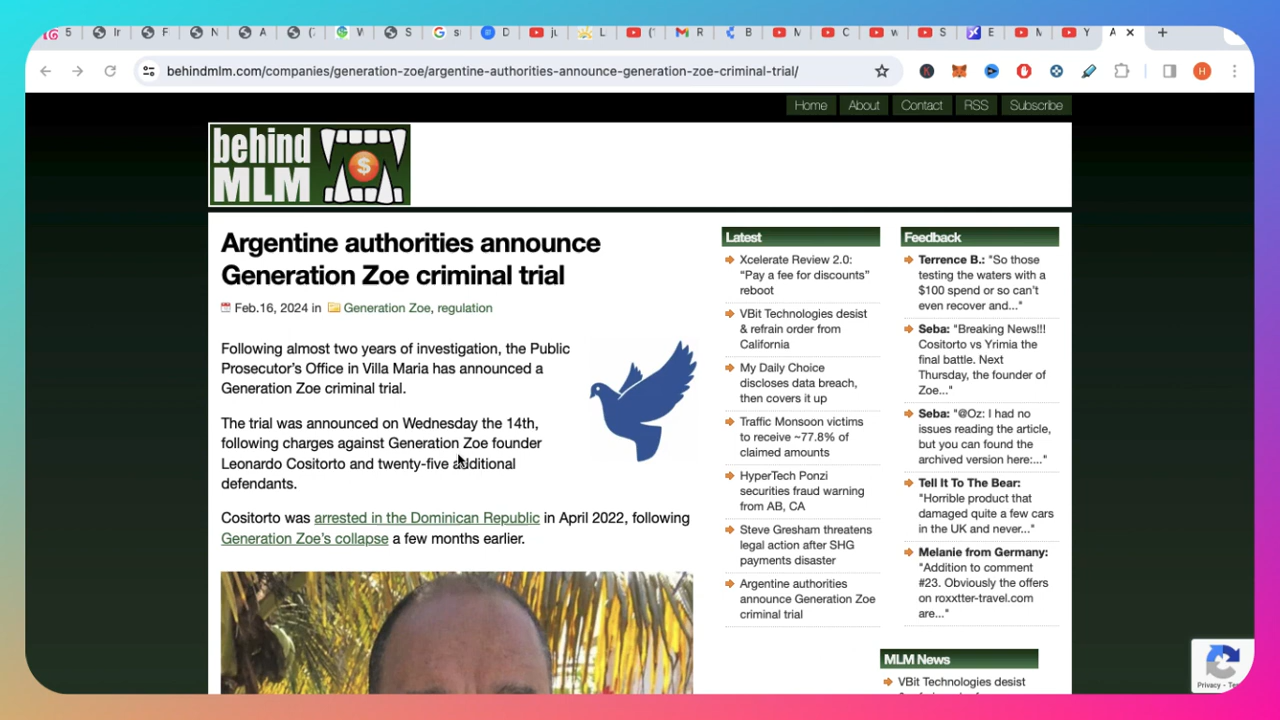 5
Ir
F
N
A
(
W
S
s
D
ju
L
(
R
B
M
C
w
S
E
M
Y
A
behindmlm.com/companies/generation-zoe/argentine-authorities-announce-generation-zoe-criminal-trial/
H
Home
About
Contact
RSS
Subscribe
behind
MLM
$
Argentine authorities announce
Generation Zoe criminal trial
Feb.16, 2024 in Generation Zoe, regulation
Following almost two years of investigation, the Public
Prosecutor's Office in Villa Maria has announced a
Generation Zoe criminal trial.
The trial was announced on Wednesday the 14th,
following charges against Generation Zoe founder
Leonardo Cositorto and twenty-five additional
defendants.
Cositorto was arrested in the Dominican Republic in April 2022, following
Generation Zoe's collapse a few months earlier.
Latest
Xcelerate Review 2.0:
"Pay a fee for discounts"
reboot
VBit Technologies desist
& refrain order from
California
My Daily Choice
discloses data breach,
then covers it up
Traffic Monsoon victims
to receive ~77.8% of
claimed amounts
HyperTech Ponzi
securities fraud warning
from AB, CA
Steve Gresham threatens
legal action after SHG
payments disaster
Argentine authorities
announce Generation Zoe
criminal trial
Feedback
Terrence B.: "So those
testing the waters with a
$100 spend or so can't
even recover and..."
Seba: "Breaking News!!!
Cositorto vs Yrimia the
final battle. Next
Thursday, the founder of
Zoe..."
Seba: "@Oz: I had no
issues reading the article,
but you can found the
archived version here:..."
Tell It To The Bear:
"Horrible product that
damaged quite a few cars
in the UK and never..."
Melanie from Germany:
"Addition to comment
#23. Obviously the offers
on roxxtter-travel.com
are..."
MLM News
VBit Technologies desist
Privacy